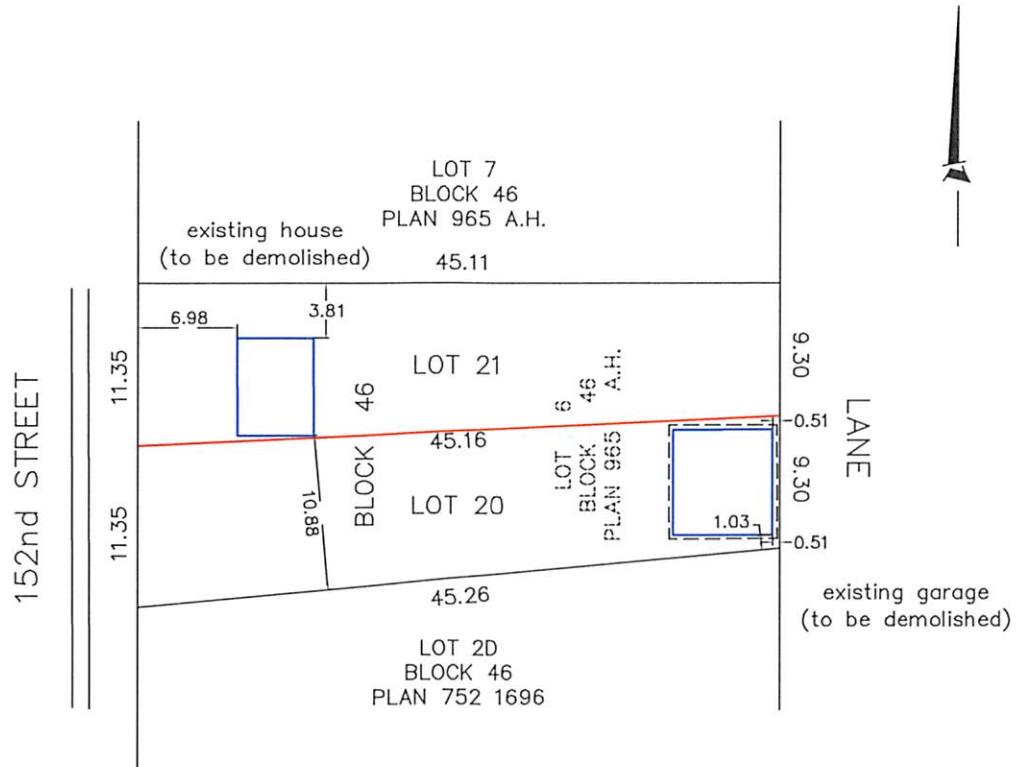 LOT 7
BLOCK 46
PLAN 965 A.H.
existing house
(to be demolished)
45.11
6.98
3.81
11.35
9.30
LOT 21
BLOCK 46
LOT 6
BLOCK 46
PLAN 965 A.H.
0.51
LANE
152nd STREET
45.16
LOT 20
10.88
11.35
9.30
1.03
0.51
45.26
existing garage
(to be demolished)
LOT 2D
BLOCK 46
PLAN 752 1696